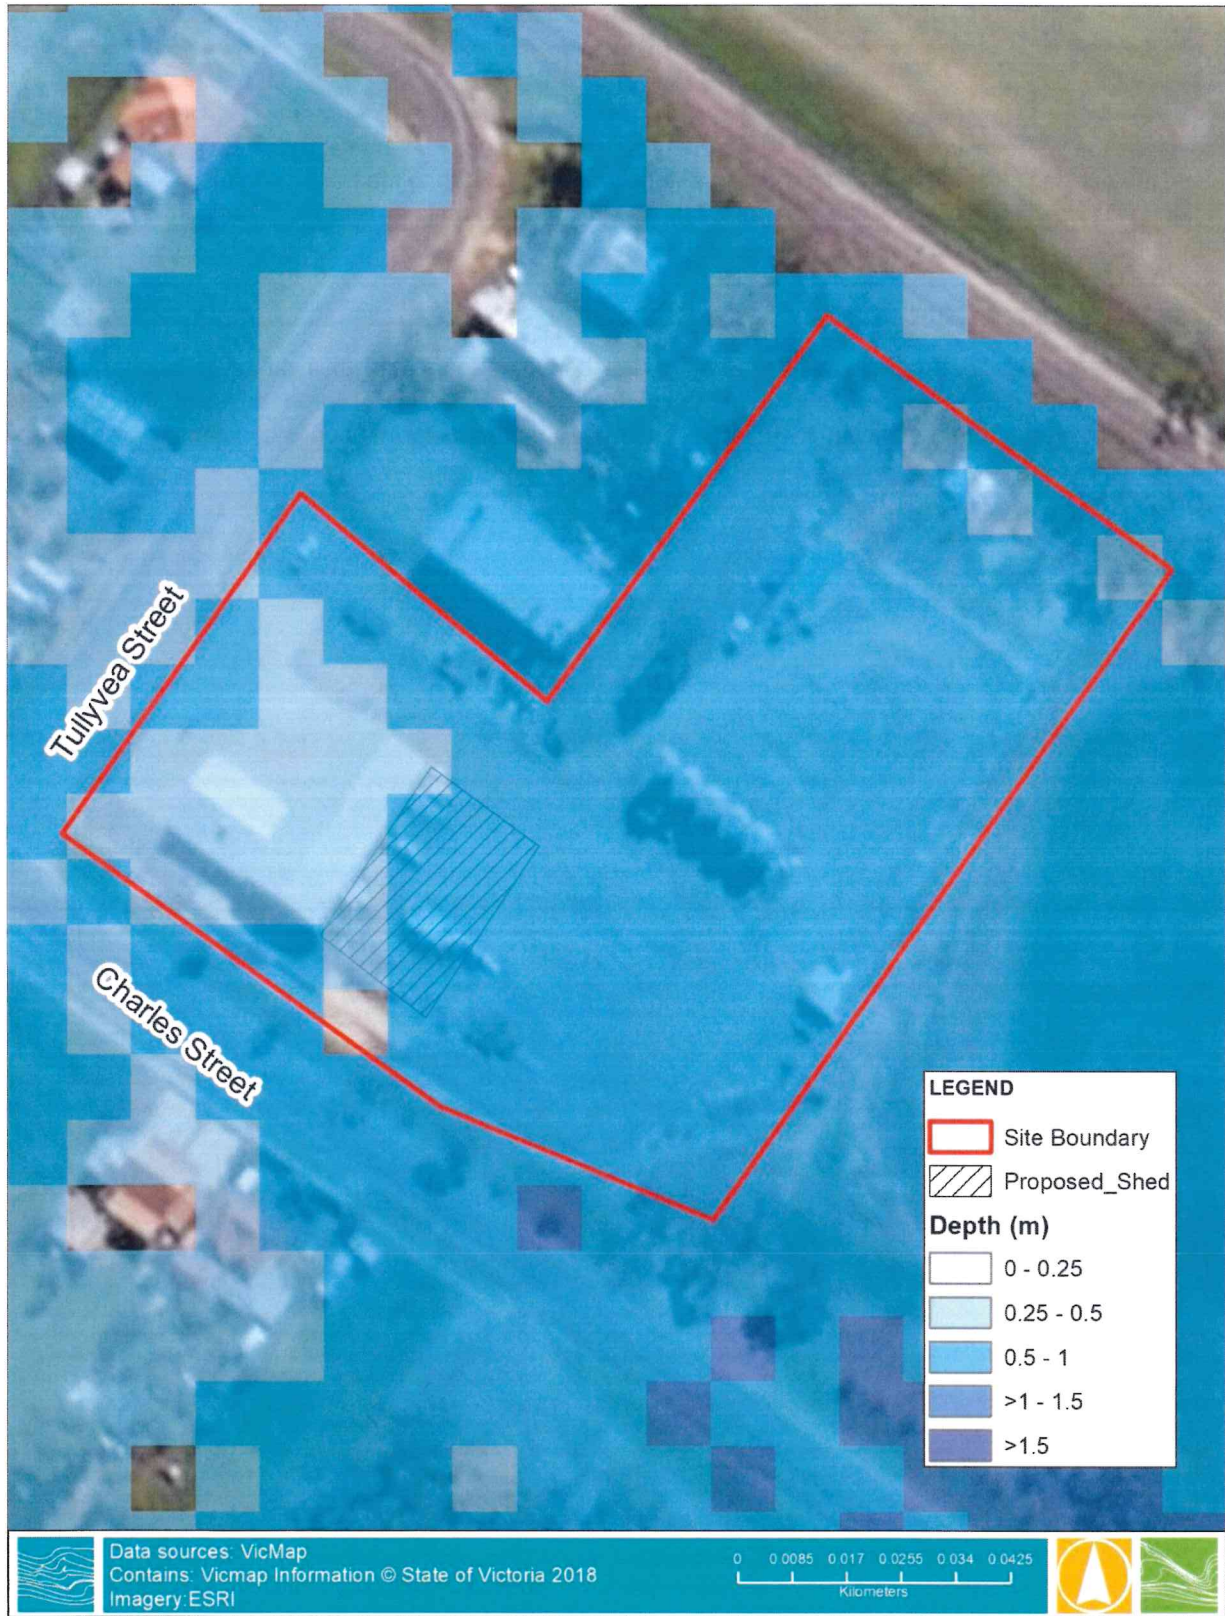 Tullyvea Street
Charles Street
LEGEND
Site Boundary
Proposed_Shed
Depth (m)
0 - 0.25
0.25 - 0.5
0.5 - 1
>1 - 1.5
>1.5
Data sources: VicMap
Contains: Vicmap Information © State of Victoria 2018
Imagery:ESRI
0 0.0085 0.017 0.0255 0.034 0.0425
Kilometers